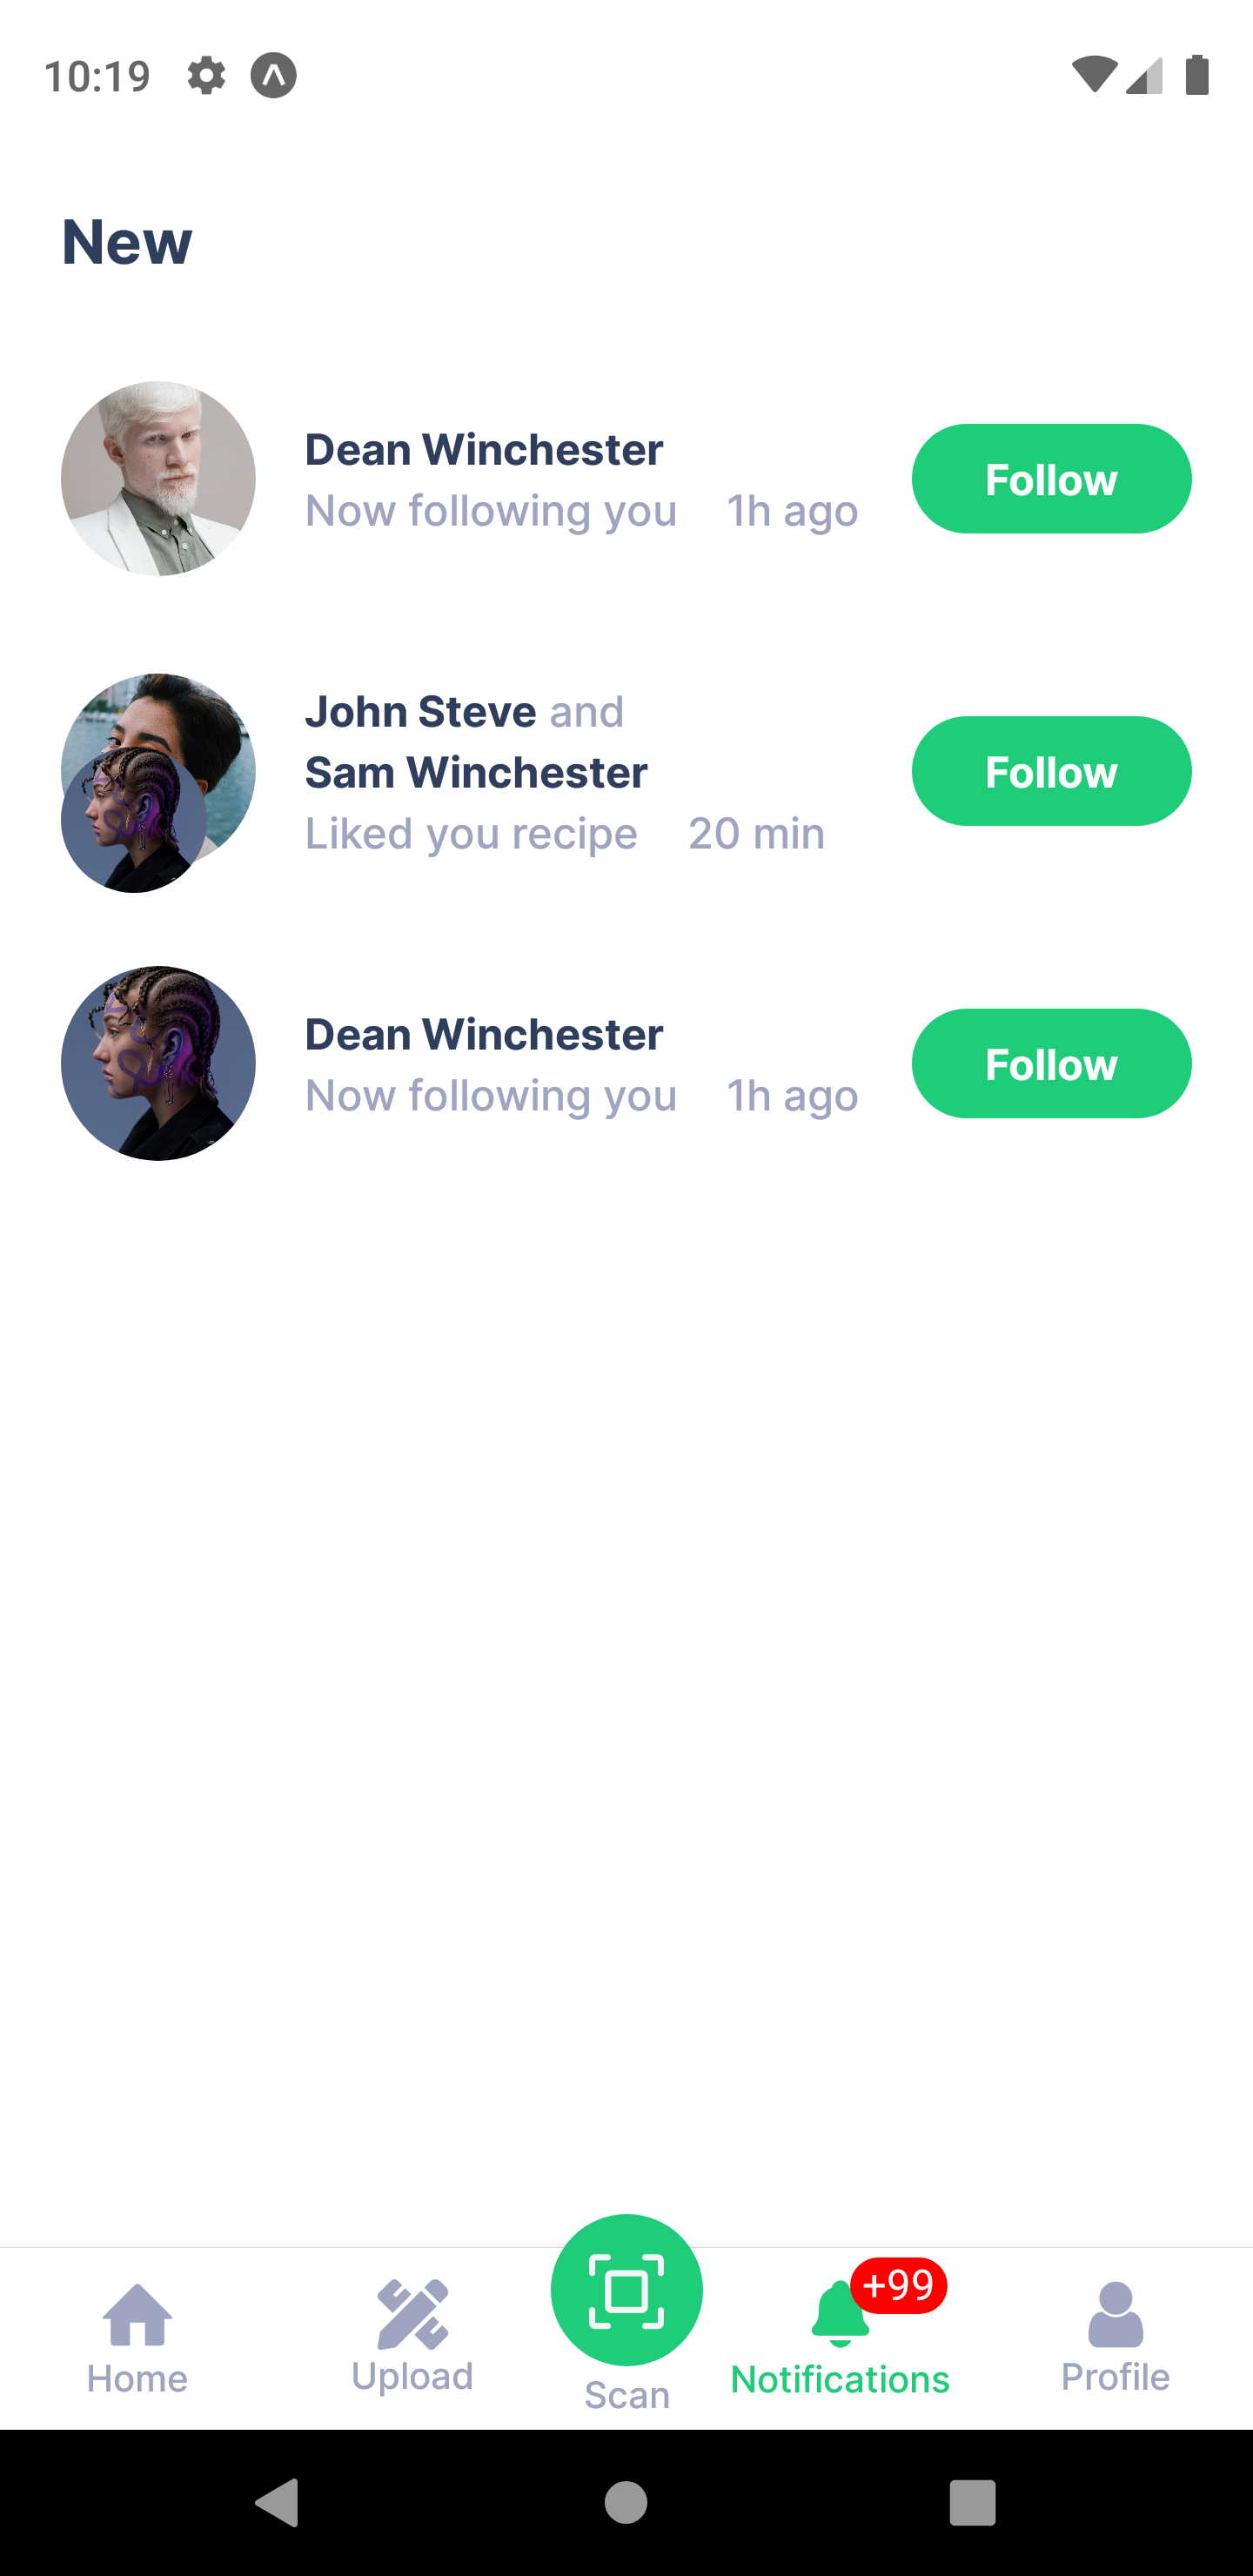 10:19
New
Dean Winchester
Now following you 1h ago
Follow
John Steve and
Sam Winchester
Liked you recipe 20 min
Follow
Dean Winchester
Now following you 1h ago
Follow
+99
Home
Upload
Scan
Notifications
Profile